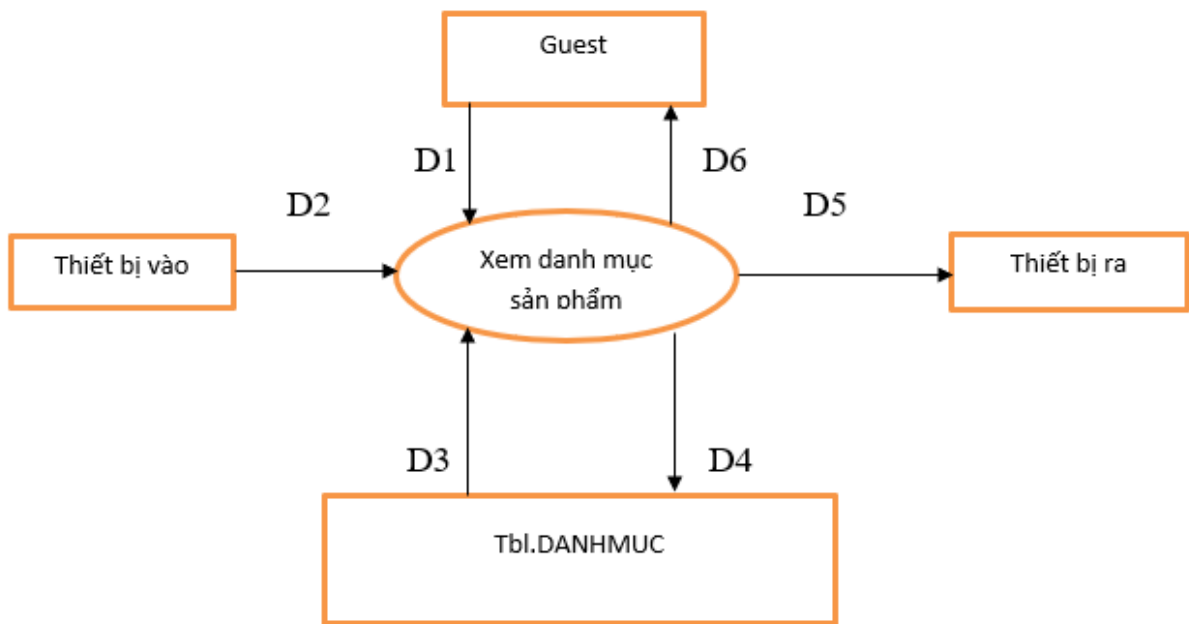 Guest
D1
D6
D2
D5
Thiết bị vào
Xem danh mục
sản phẩm
Thiết bị ra
D3
D4
Tbl.DANHMUC